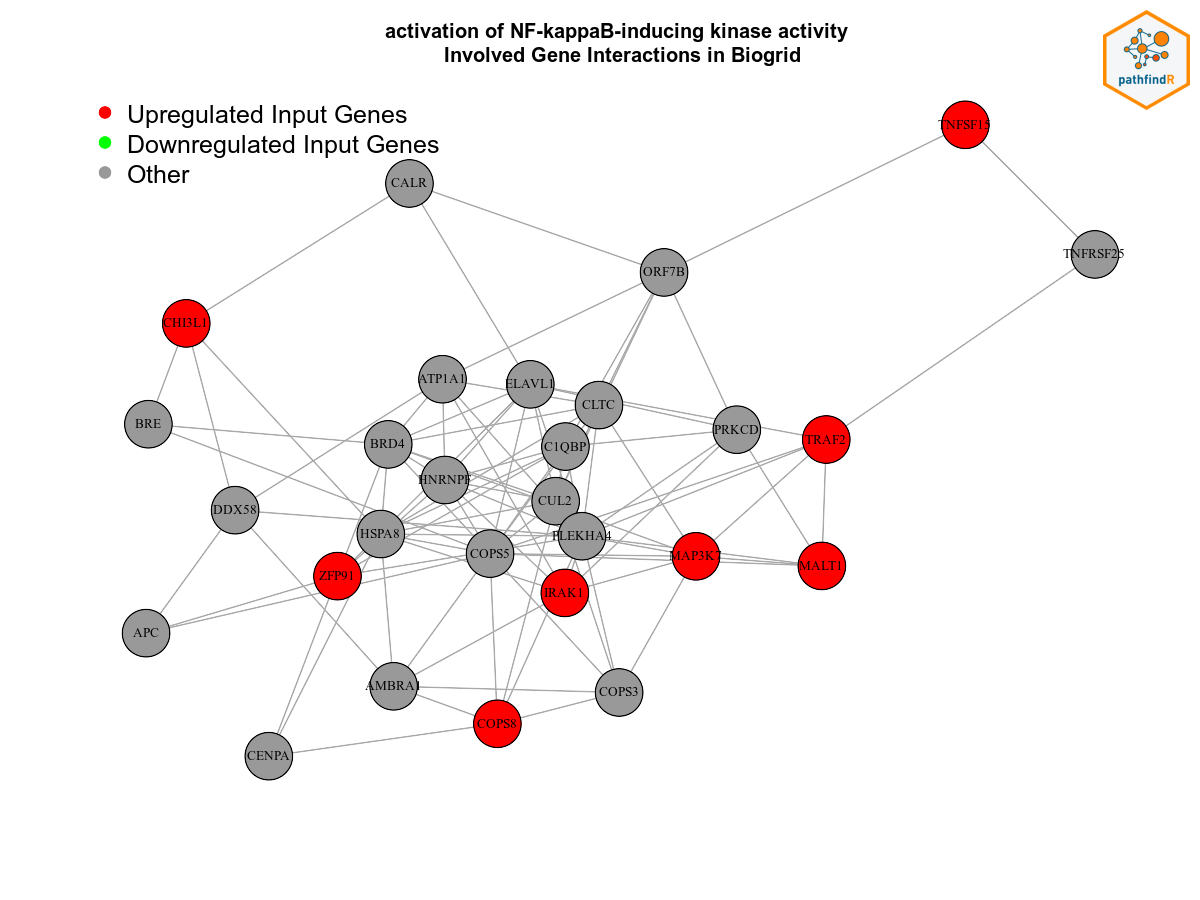 activation of NF-kappaB-inducing kinase activity
Involved Gene Interactions in Biogrid
pathfindR
Upregulated Input Genes
Downregulated Input Genes
Other
TNFSF15
CALR
TNFRSF25
ORF7B
CHI3L1
ATP1A1
ELAVL1
CLTC
BRE
PRKCD
TRAF2
BRD4
C1QBP
HNRNPF
CUL2
DDX58
HSPA8
PLEKHA4
COPS5
MAP3K7
MALT1
ZFP91
IRAK1
APC
AMBRA1
COPS3
COPS8
CENPA